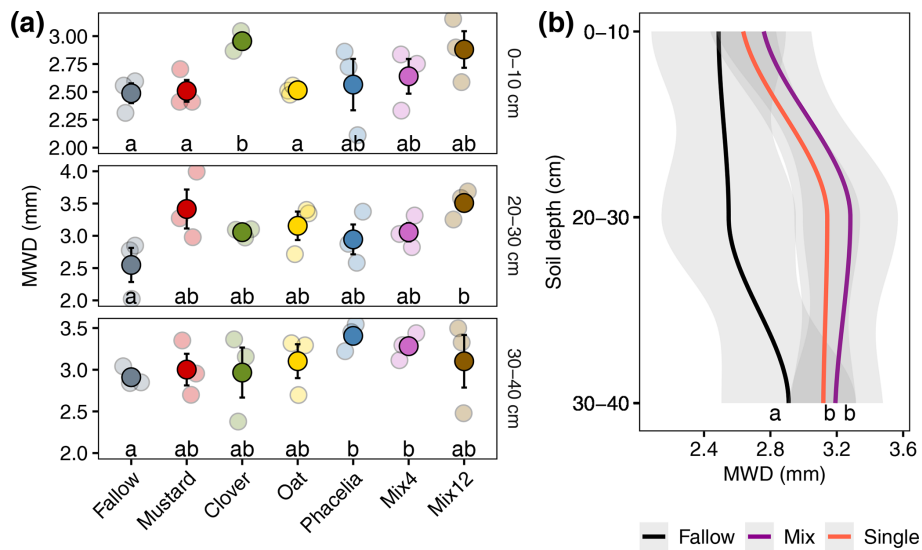 (a)
MWD (mm)
3.00
2.75
2.50
2.25
2.00
a a b a ab ab ab
0−10 cm
4.0
3.5
3.0
2.5
2.0
a ab ab ab ab ab b
20−30 cm
3.5
3.0
2.5
2.0
a ab ab ab b b ab
30−40 cm
Fallow Mustard Clover Oat Phacelia Mix4 Mix12
(b)
Soil depth (cm)
0−10
20−30
30−40
a b b
2.4 2.8 3.2 3.6
MWD (mm)
Fallow Mix Single